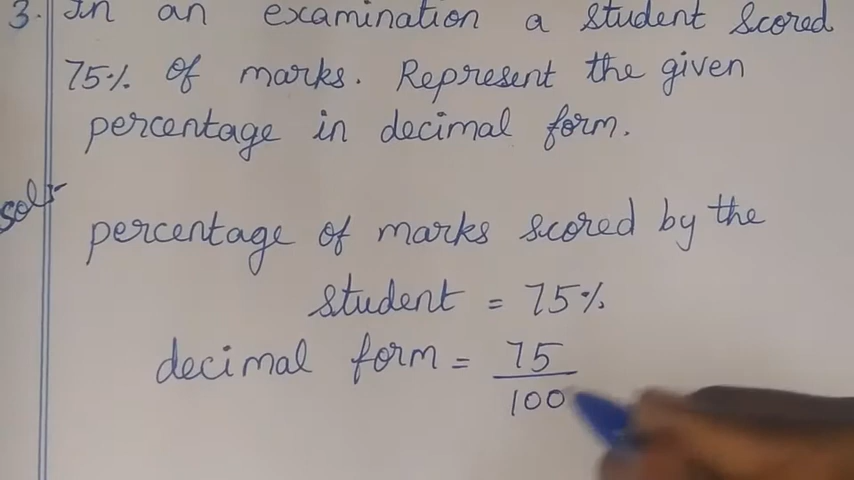 3. In an examination a student scored
75% of marks. Represent the given
percentage in decimal form.
Sol:-
percentage of marks scored by the
student = 75%
decimal form = 75
100